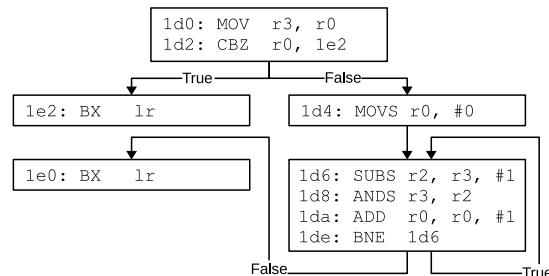 1d0: MOV r3, r0
1d2: CBZ r0, 1e2
True
False
1e2: BX lr
1d4: MOVS r0, #0
1e0: BX lr
1d6: SUBS r2, r3, #1
1d8: ANDS r3, r2
1da: ADD r0, r0, #1
1de: BNE 1d6
False
True